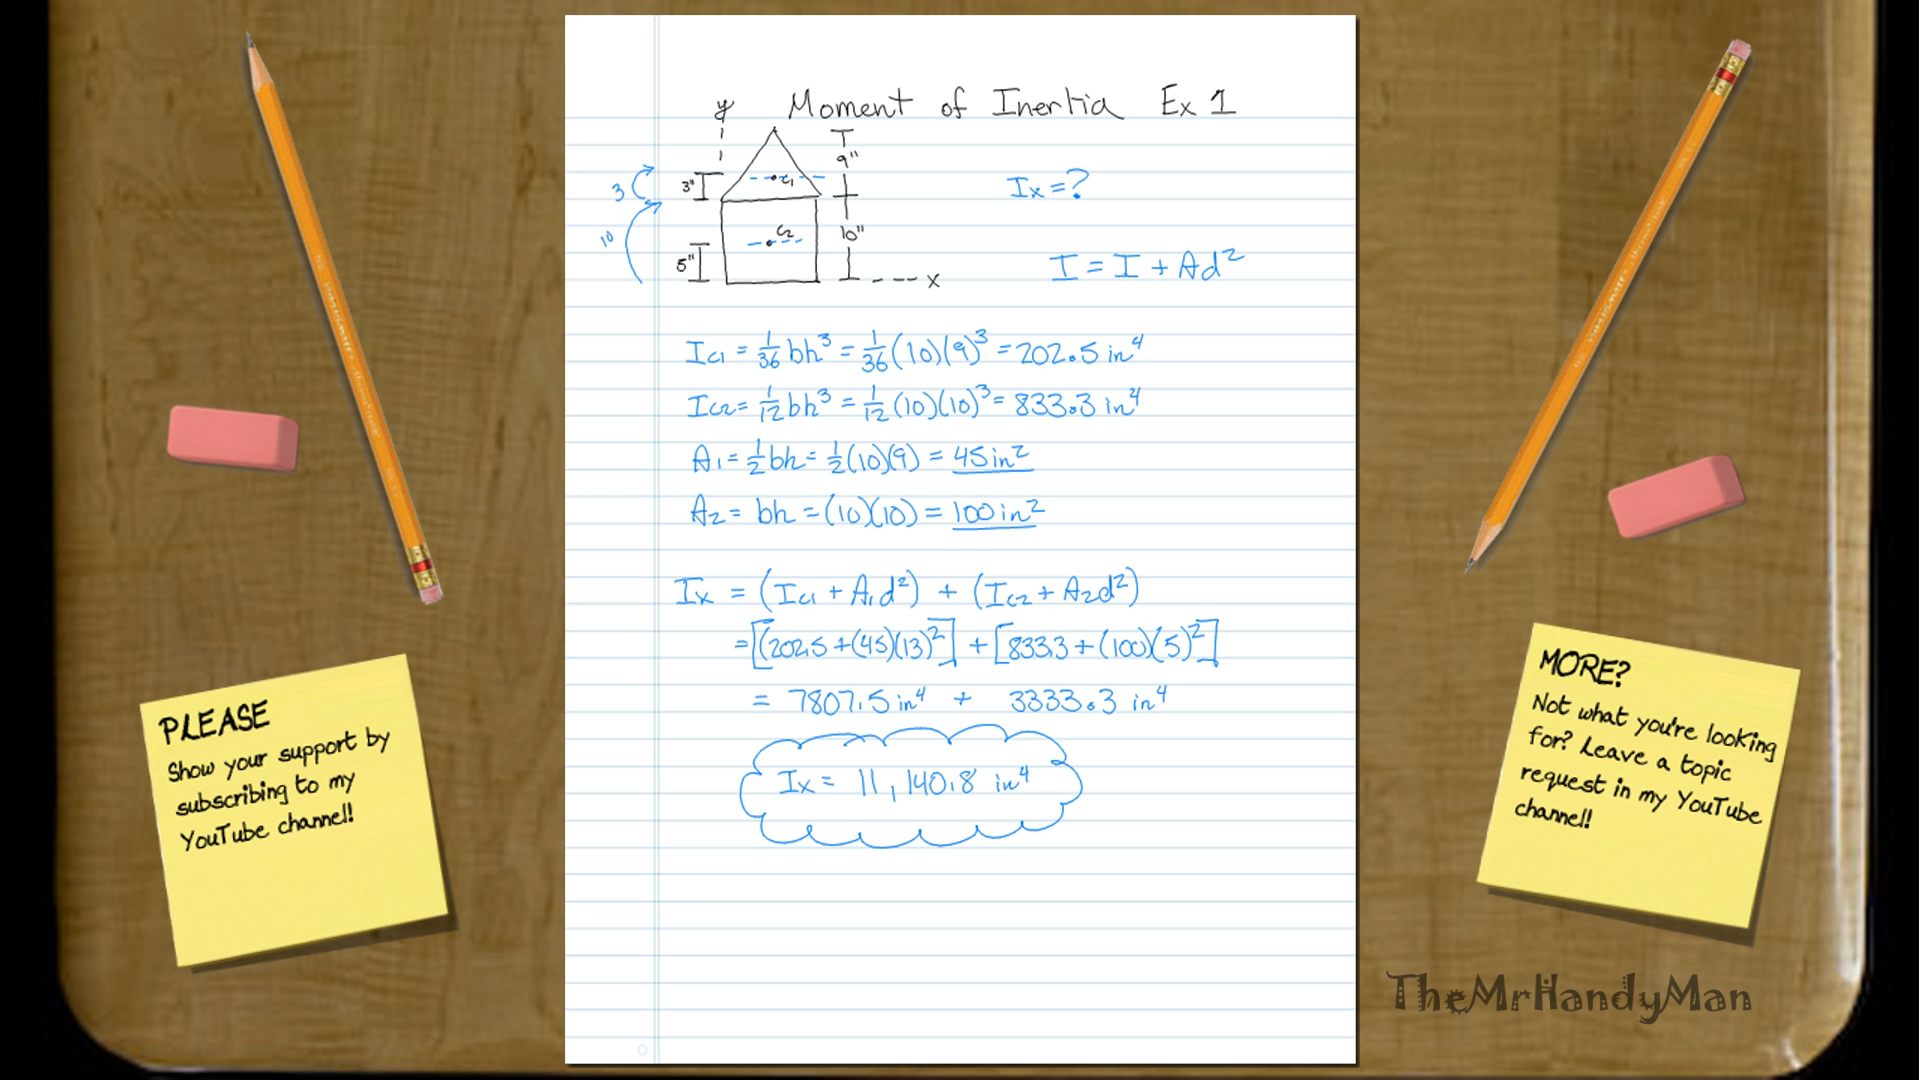 Moment of Inertia Ex 1
y
9"
3
3"
c1
Ix = ?
10
c2
10"
5"
x
I = I + Ad²
Ic1 = 1/36 bh³ = 1/36 (10)(9)³ = 202.5 in⁴
Ic2 = 1/12 bh³ = 1/12 (10)(10)³ = 833.3 in⁴
A1 = 1/2 bh = 1/2 (10)(9) = 45 in²
A2 = bh = (10)(10) = 100 in²
Ix = (Ic1 + A1d²) + (Ic2 + A2d²)
= [(202.5 + (45)(13)²] + [833.3 + (100)(5)²]
= 7807.5 in⁴ + 3333.3 in⁴
Ix = 11,140.8 in⁴
PLEASE
Show your support by
subscribing to my
YouTube channel!
MORE?
Not what you're looking
for? Leave a topic
request in my YouTube
channel!
TheMrHandyMan